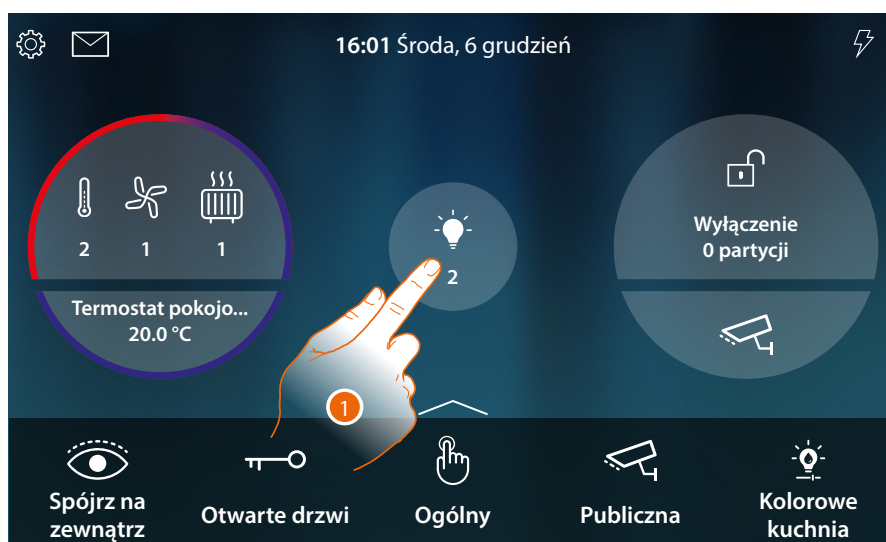 16:01 Środa, 6 grudzień
2 1 1
Termostat pokojo...
20.0 °C
2
Wyłączenie
0 partycji
1
Spójrz na
zewnątrz
Otwarte drzwi
Ogólny
Publiczna
Kolorowe
kuchnia